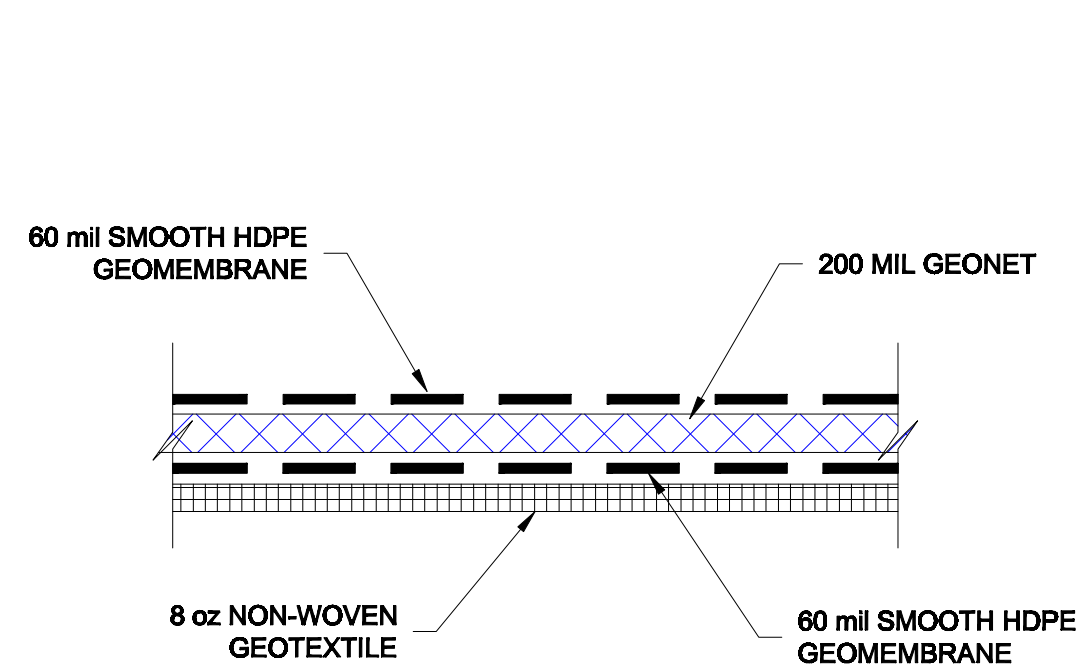 60 mil SMOOTH HDPE
GEOMEMBRANE
200 MIL GEONET
8 oz NON-WOVEN
GEOTEXTILE
60 mil SMOOTH HDPE
GEOMEMBRANE